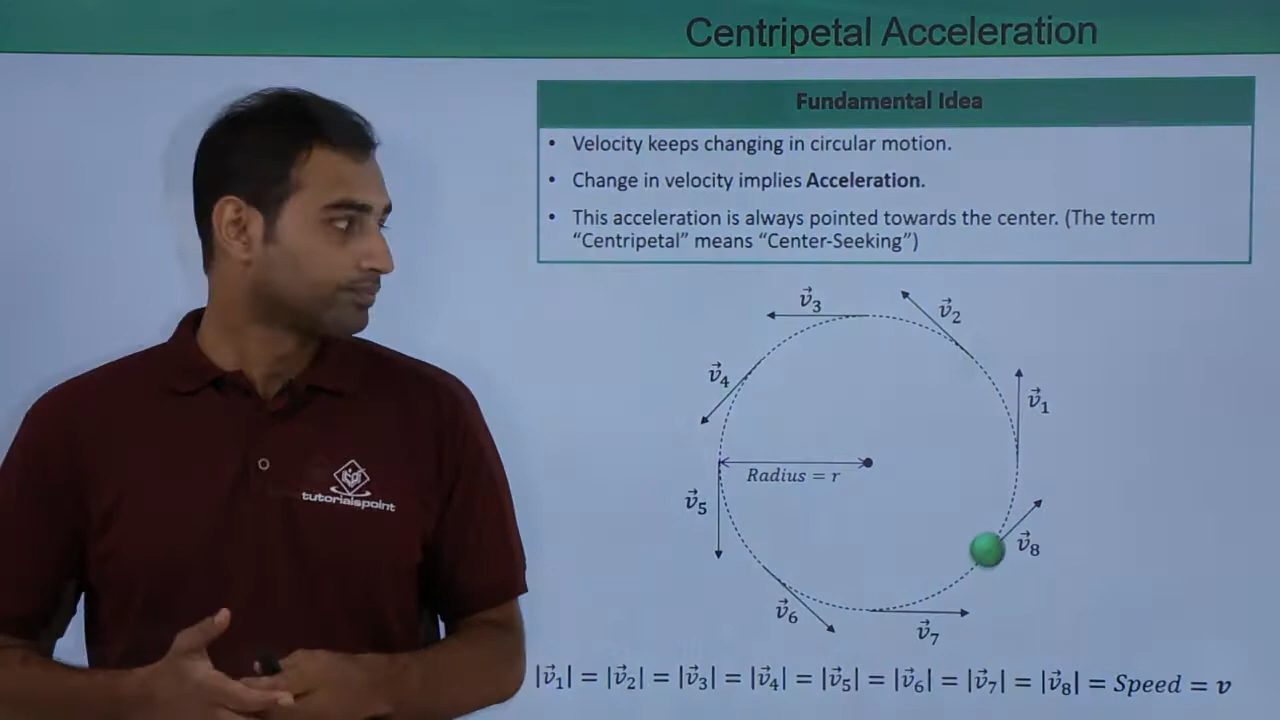 Centripetal Acceleration
Fundamental Idea
• Velocity keeps changing in circular motion.
• Change in velocity implies Acceleration.
• This acceleration is always pointed towards the center. (The term
“Centripetal” means “Center-Seeking”)
v⃗₃
v⃗₂
v⃗₄
v⃗₁
Radius = r
v⃗₅
v⃗₈
v⃗₆
v⃗₇
tutorialspoint
|v⃗₁| = |v⃗₂| = |v⃗₃| = |v⃗₄| = |v⃗₅| = |v⃗₆| = |v⃗₇| = |v⃗₈| = Speed = v